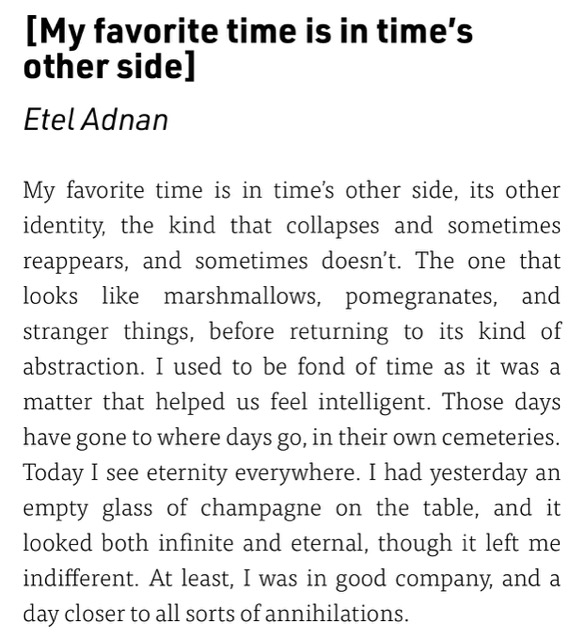 [My favorite time is in time’s
other side]
Etel Adnan
My favorite time is in time’s other side, its other
identity, the kind that collapses and sometimes
reappears, and sometimes doesn’t. The one that
looks like marshmallows, pomegranates, and
stranger things, before returning to its kind of
abstraction. I used to be fond of time as it was a
matter that helped us feel intelligent. Those days
have gone to where days go, in their own cemeteries.
Today I see eternity everywhere. I had yesterday an
empty glass of champagne on the table, and it
looked both infinite and eternal, though it left me
indifferent. At least, I was in good company, and a
day closer to all sorts of annihilations.